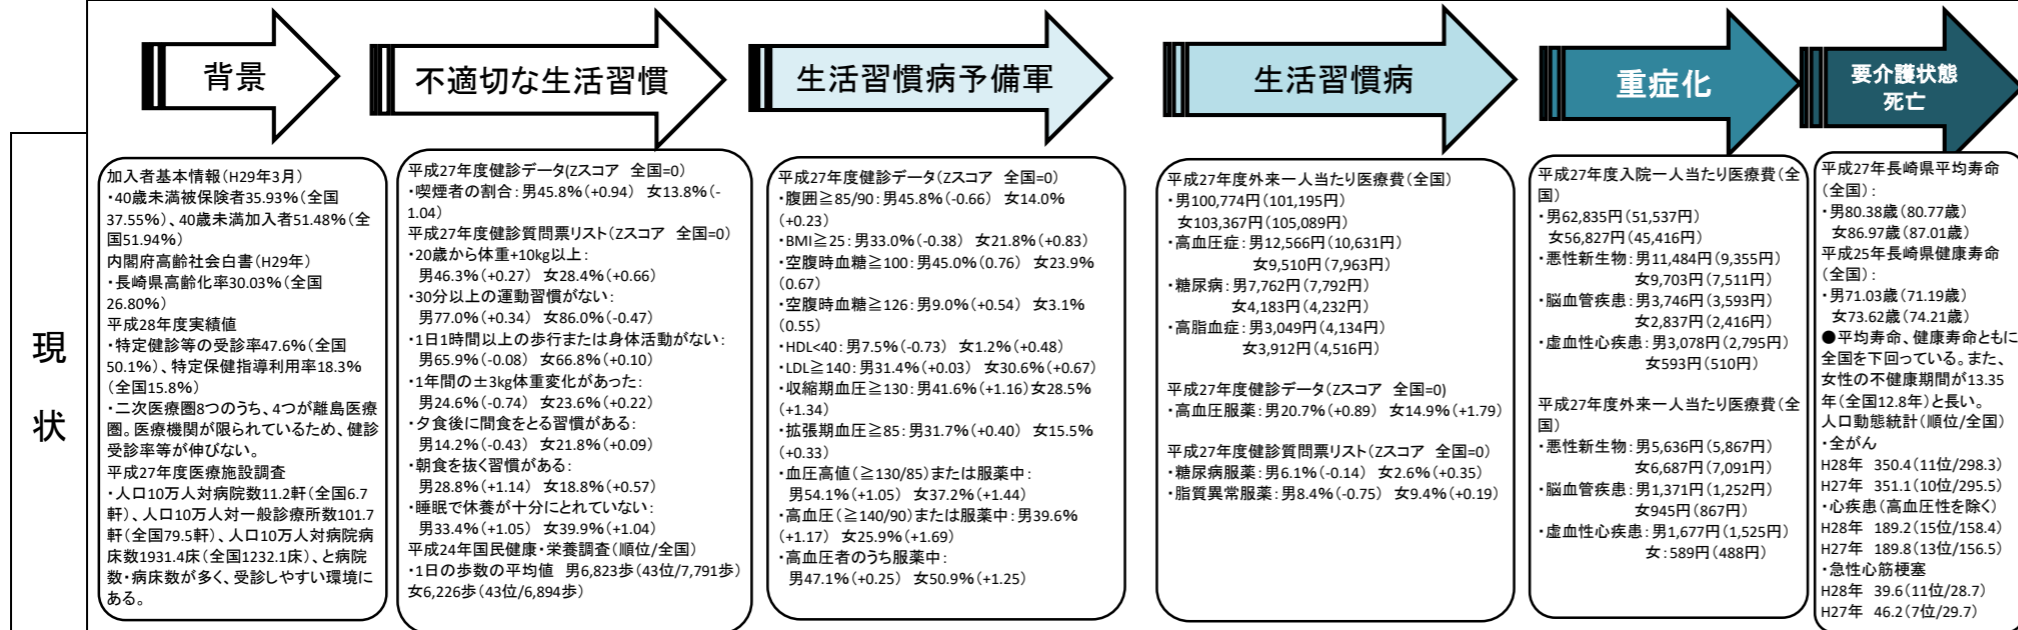 背景
不適切な生活習慣
生活習慣病予備軍
生活習慣病
重症化
要介護状態
死亡
現
状
加入者基本情報(H29年3月)
・40歳未満被保険者35.93%(全国
37.55%)、40歳未満加入者51.48%(全
国51.94%)
内閣府高齢社会白書(H29年)
・長崎県高齢化率30.03%(全国
26.80%)
平成28年度実績値
・特定健診等の受診率47.6%(全国
50.1%)、特定保健指導利用率18.3%
(全国15.8%)
・二次医療圏8つのうち、4つが離島医療
圏。医療機関が限られているため、健診
受診率等が伸びない。
平成27年度医療施設調査
・人口10万人対病院数11.2軒(全国6.7
軒)、人口10万人対一般診療所数101.7
軒(全国79.5軒)、人口10万人対病院病
床数1931.4床(全国1232.1床)、と病院
数・病床数が多く、受診しやすい環境に
ある。
平成27年度健診データ(Zスコア 全国=0)
・喫煙者の割合:男45.8%(+0.94) 女13.8%(-
1.04)
平成27年度健診質問票リスト(Zスコア 全国=0)
・20歳から体重+10kg以上:
男46.3%(+0.27) 女28.4%(+0.66)
・30分以上の運動習慣がない:
男77.0%(+0.34) 女86.0%(-0.47)
・1日1時間以上の歩行または身体活動がない:
男65.9%(-0.08) 女66.8%(+0.10)
・1年間の±3kg体重変化があった:
男24.6%(-0.74) 女23.6%(+0.22)
・夕食後に間食をとる習慣がある:
男14.2%(-0.43) 女21.8%(+0.09)
・朝食を抜く習慣がある:
男28.8%(+1.14) 女18.8%(+0.57)
・睡眠で休養が十分にとれていない:
男33.4%(+1.05) 女39.9%(+1.04)
平成24年国民健康・栄養調査(順位/全国)
・1日の歩数の平均値 男6,823歩(43位/7,791歩)
女6,226歩(43位/6,894歩)
平成27年度健診データ(Zスコア 全国=0)
・腹囲≧85/90:男45.8%(-0.66) 女14.0%
(+0.23)
・BMI≧25:男33.0%(-0.38) 女21.8%(+0.83)
・空腹時血糖≧100:男45.0%(0.76) 女23.9%
(0.67)
・空腹時血糖≧126:男9.0%(+0.54) 女3.1%
(0.55)
・HDL<40:男7.5%(-0.73) 女1.2%(+0.48)
・LDL≧140:男31.4%(+0.03) 女30.6%(+0.67)
・収縮期血圧≧130:男41.6%(+1.16)女28.5%
(+1.34)
・拡張期血圧≧85:男31.7%(+0.40) 女15.5%
(+0.33)
・血圧高値(≧130/85)または服薬中:
男54.1%(+1.05) 女37.2%(+1.44)
・高血圧(≧140/90)または服薬中:男39.6%
(+1.17) 女25.9%(+1.69)
・高血圧者のうち服薬中:
男47.1%(+0.25) 女50.9%(+1.25)
平成27年度外来一人当たり医療費(全国)
・男100,774円(101,195円)
女103,367円(105,089円)
・高血圧症:男12,566円(10,631円)
女9,510円(7,963円)
・糖尿病:男7,762円(7,792円)
女4,183円(4,232円)
・高脂血症:男3,049円(4,134円)
女3,912円(4,516円)
平成27年度健診データ(Zスコア 全国=0)
・高血圧服薬:男20.7%(+0.89) 女14.9%(+1.79)
平成27年度健診質問票リスト(Zスコア 全国=0)
・糖尿病服薬:男6.1%(-0.14) 女2.6%(+0.35)
・脂質異常服薬:男8.4%(-0.75) 女9.4%(+0.19)
平成27年度入院一人当たり医療費(全
国)
・男62,835円(51,537円)
女56,827円(45,416円)
・悪性新生物:男11,484円(9,355円)
女9,703円(7,511円)
・脳血管疾患:男3,746円(3,593円)
女2,837円(2,416円)
・虚血性心疾患:男3,078円(2,795円)
女593円(510円)
平成27年度外来一人当たり医療費(全
国)
・悪性新生物:男5,636円(5,867円)
女6,687円(7,091円)
・脳血管疾患:男1,371円(1,252円)
女945円(867円)
・虚血性心疾患:男1,677円(1,525円)
女:589円(488円)
平成27年長崎県平均寿命
(全国):
・男80.38歳(80.77歳)
女86.97歳(87.01歳)
平成25年長崎県健康寿命
(全国):
・男71.03歳(71.19歳)
女73.62歳(74.21歳)
●平均寿命、健康寿命ともに
全国を下回っている。また、
女性の不健康期間が13.35
年(全国12.8年)と長い。
人口動態統計(順位/全国)
・全がん
H28年 350.4(11位/298.3)
H27年 351.1(10位/295.5)
・心疾患(高血圧性を除く)
H28年 189.2(15位/158.4)
H27年 189.8(13位/156.5)
・急性心筋梗塞
H28年 39.6(11位/28.7)
H27年 46.2(7位/29.7)